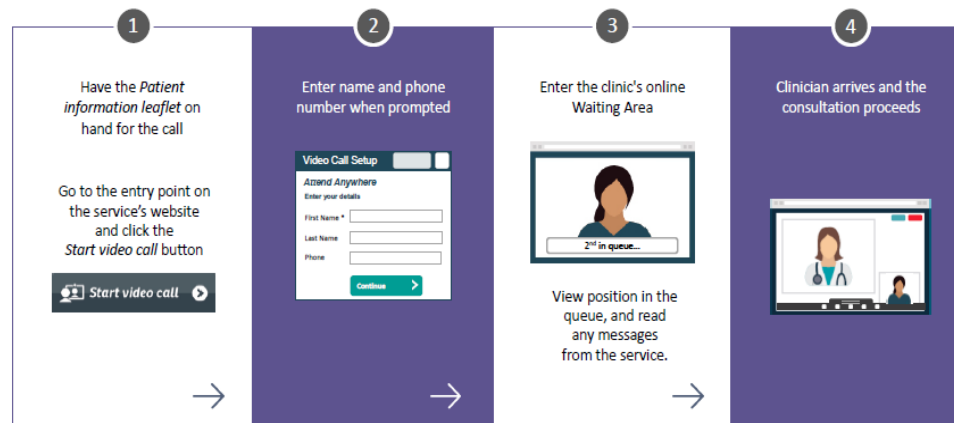 1
Have the Patient
information leaflet on
hand for the call
Go to the entry point on
the service's website
and click the
Start video call button
Start video call
2
Enter name and phone
number when prompted
Video Call Setup
Attend Anywhere
Enter your details
First Name *
Last Name
Phone
Continue
3
Enter the clinic's online
Waiting Area
2nd in queue...
View position in the
queue, and read
any messages
from the service.
4
Clinician arrives and the
consultation proceeds